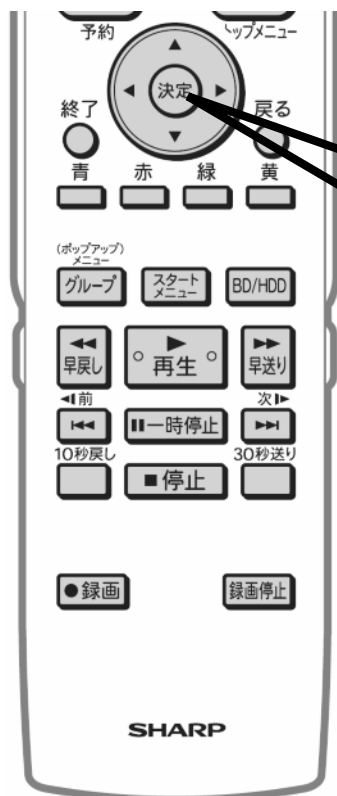 予約 トップメニュー
決定
終了 戻る
青 赤 緑 黄
(ポップアップ)
メニュー
グループ スタートメニュー BD/HDD
早戻し 再生 早送り
前 次
一時停止
10秒戻し 30秒送り
停止
録画 録画停止
SHARP